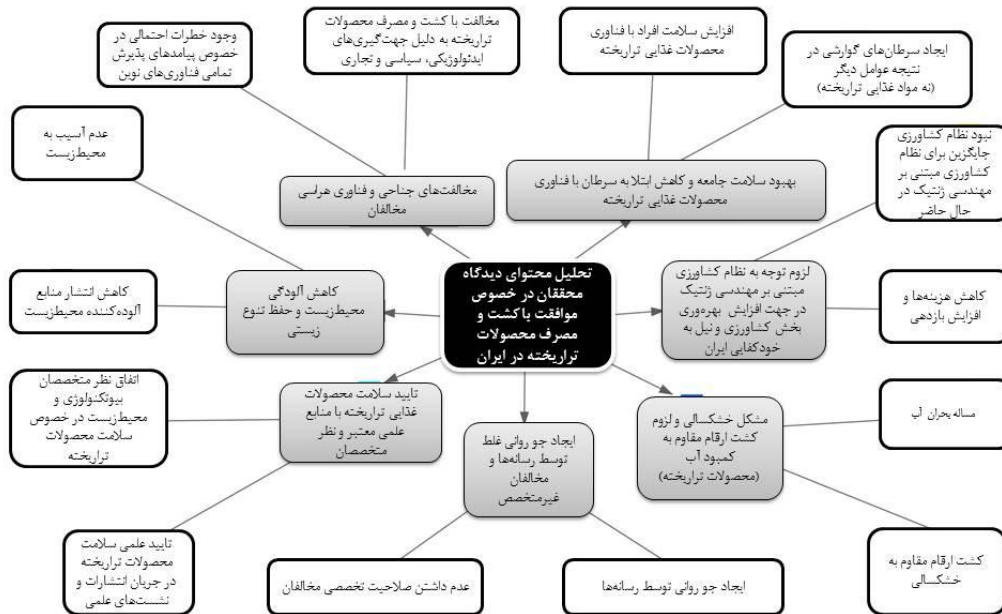 وجود خطرات احتمالی در
خصوص پیامدهای پذیرش
تمامی فناوری‌های نوین
مخالفت با کشت و مصرف محصولات
تراریخته به دلیل جهت‌گیری‌های
ایدئولوژیکی، سیاسی و تجاری
افزایش سلامت افراد با فناوری
محصولات غذایی تراریخته
ایجاد سرطان‌های گوارشی در
نتیجه عوامل دیگر
(نه مواد غذایی تراریخته)
عدم آسیب به
محیط‌زیست
مخالفت‌های جناحی و فناوری هراسی
مخالفان
بهبود سلامت جامعه و کاهش ابتلا به سرطان با فناوری
محصولات غذایی تراریخته
نبود نظام کشاورزی
جایگزین برای نظام
کشاورزی مبتنی بر
مهندسی ژنتیک در
حال حاضر
کاهش انتشار منابع
آلوده‌کننده محیط‌زیست
کاهش آلودگی
محیط‌زیست و حفظ تنوع
زیستی
تحلیل محتوای دیدگاه
محققان در خصوص
موافقت با کشت و
مصرف محصولات
تراریخته در ایران
لزوم توجه به نظام کشاورزی
مبتنی بر مهندسی ژنتیک
در جهت افزایش بهره‌وری
بخش کشاورزی و نیل به
خودکفایی ایران
کاهش هزینه‌ها و
افزایش بازدهی
اتفاق نظر متخصصان
بیوتکنولوژی و
محیط‌زیست در خصوص
سلامت محصولات
تراریخته
تایید سلامت محصولات
غذایی تراریخته با منابع
علمی معتبر و نظر
متخصصان
ایجاد جو روانی غلط
توسط رسانه‌ها و
مخالفان
غیرمتخصص
مشکل خشکسالی و لزوم
کشت ارقام مقاوم به
کمبود آب
(محصولات تراریخته)
مساله بحران آب
تایید علمی سلامت
محصولات تراریخته
در جریان انتشارات و
نشست‌های علمی
عدم داشتن صلاحیت تخصصی مخالفان
ایجاد جو روانی توسط رسانه‌ها
کشت ارقام مقاوم به
خشکسالی